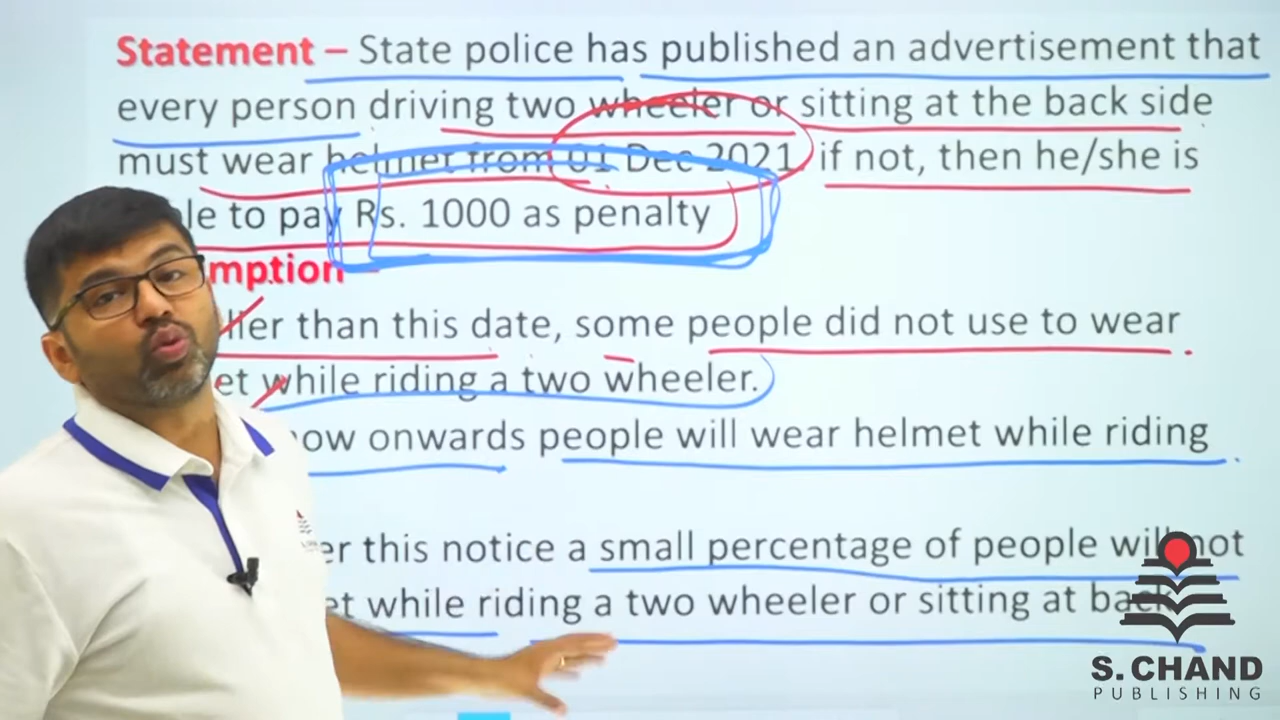 Statement – State police has published an advertisement that
every person driving two wheeler or sitting at the back side
must wear helmet from 01 Dec 2021 if not, then he/she is
le to pay Rs. 1000 as penalty
mption –
lier than this date, some people did not use to wear
et while riding a two wheeler.
ow onwards people will wear helmet while riding
er this notice a small percentage of people will not
et while riding a two wheeler or sitting at back
S. CHAND
PUBLISHING